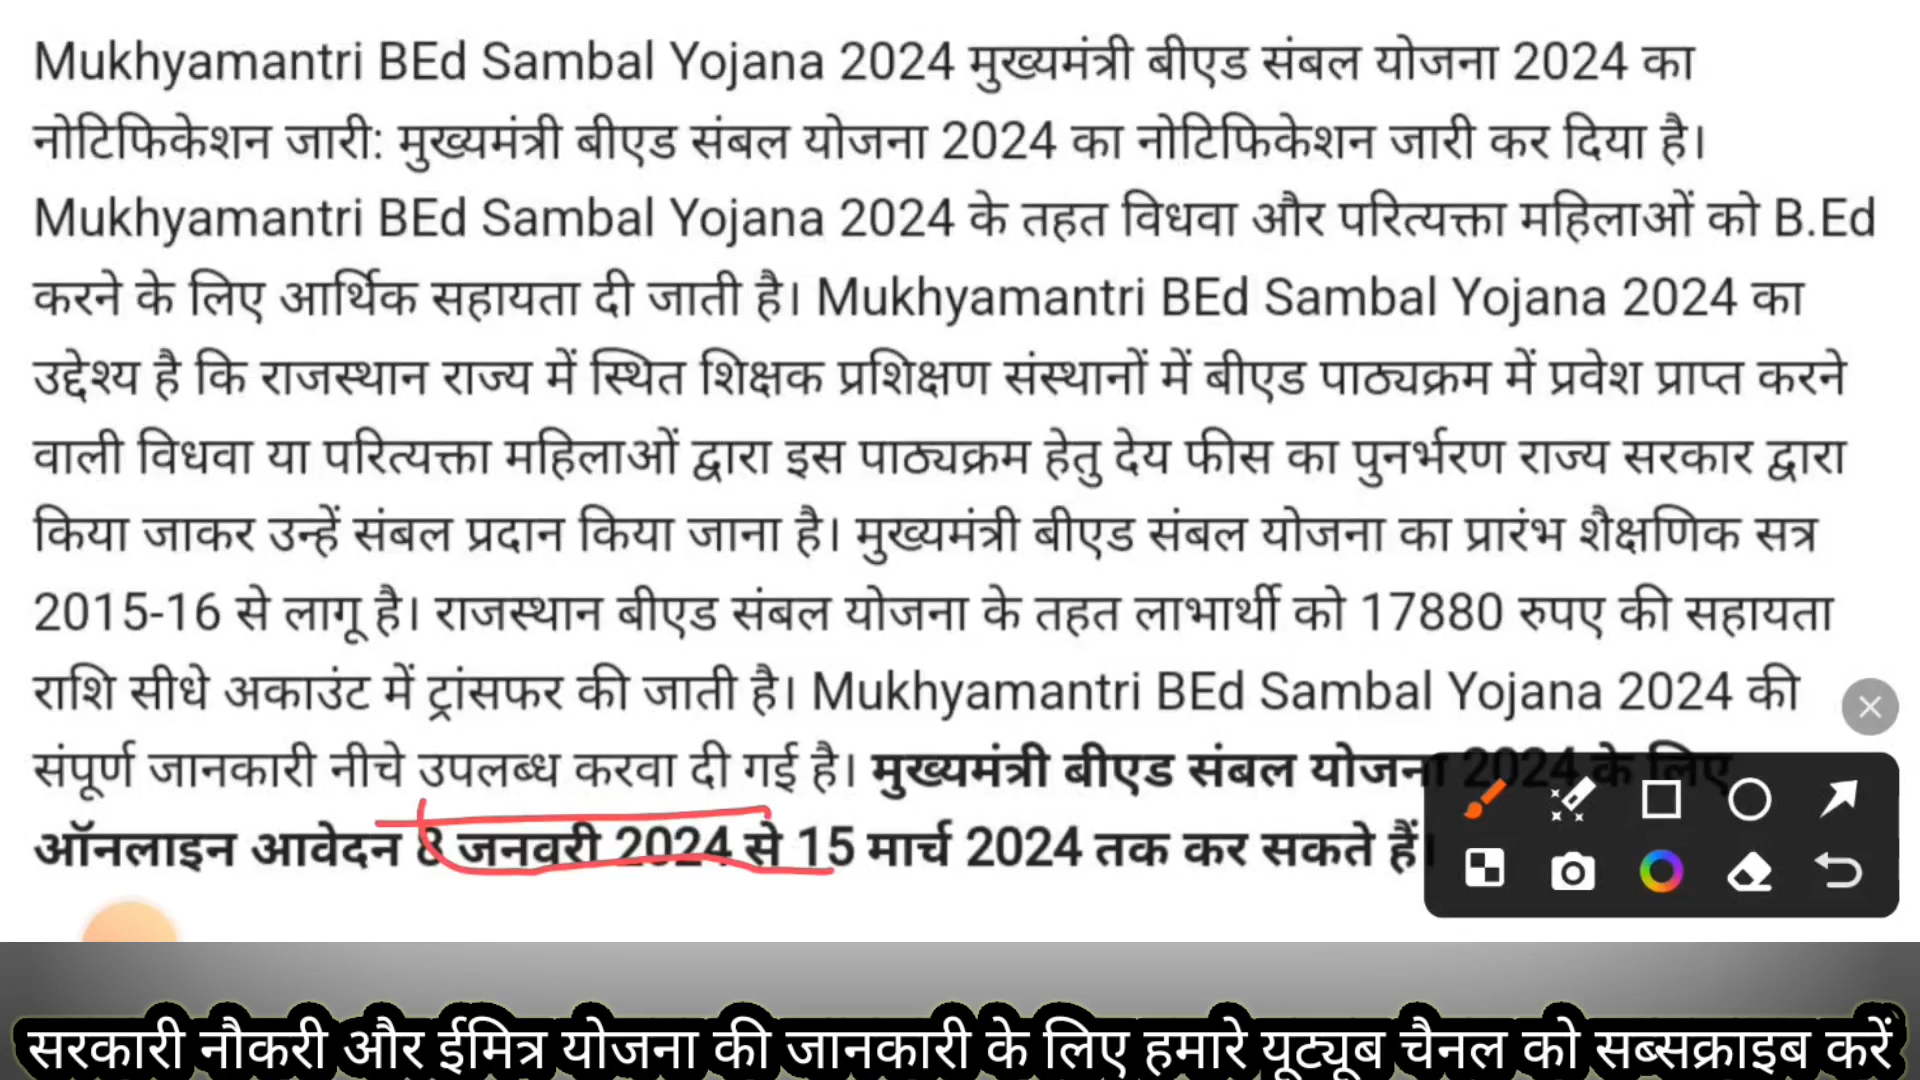 Mukhyamantri BEd Sambal Yojana 2024 मुख्यमंत्री बीएड संबल योजना 2024 का
नोटिफिकेशन जारी: मुख्यमंत्री बीएड संबल योजना 2024 का नोटिफिकेशन जारी कर दिया है।
Mukhyamantri BEd Sambal Yojana 2024 के तहत विधवा और परित्यक्ता महिलाओं को B.Ed
करने के लिए आर्थिक सहायता दी जाती है। Mukhyamantri BEd Sambal Yojana 2024 का
उद्देश्य है कि राजस्थान राज्य में स्थित शिक्षक प्रशिक्षण संस्थानों में बीएड पाठ्यक्रम में प्रवेश प्राप्त करने
वाली विधवा या परित्यक्ता महिलाओं द्वारा इस पाठ्यक्रम हेतु देय फीस का पुनर्भरण राज्य सरकार द्वारा
किया जाकर उन्हें संबल प्रदान किया जाना है। मुख्यमंत्री बीएड संबल योजना का प्रारंभ शैक्षणिक सत्र
2015-16 से लागू है। राजस्थान बीएड संबल योजना के तहत लाभार्थी को 17880 रुपए की सहायता
राशि सीधे अकाउंट में ट्रांसफर की जाती है। Mukhyamantri BEd Sambal Yojana 2024 की
संपूर्ण जानकारी नीचे उपलब्ध करवा दी गई है। मुख्यमंत्री बीएड संबल योजना 2024 के लिए
ऑनलाइन आवेदन 8 जनवरी 2024 से 15 मार्च 2024 तक कर सकते हैं।
सरकारी नौकरी और ईमित्र योजना की जानकारी के लिए हमारे यूट्यूब चैनल को सब्सक्राइब करें